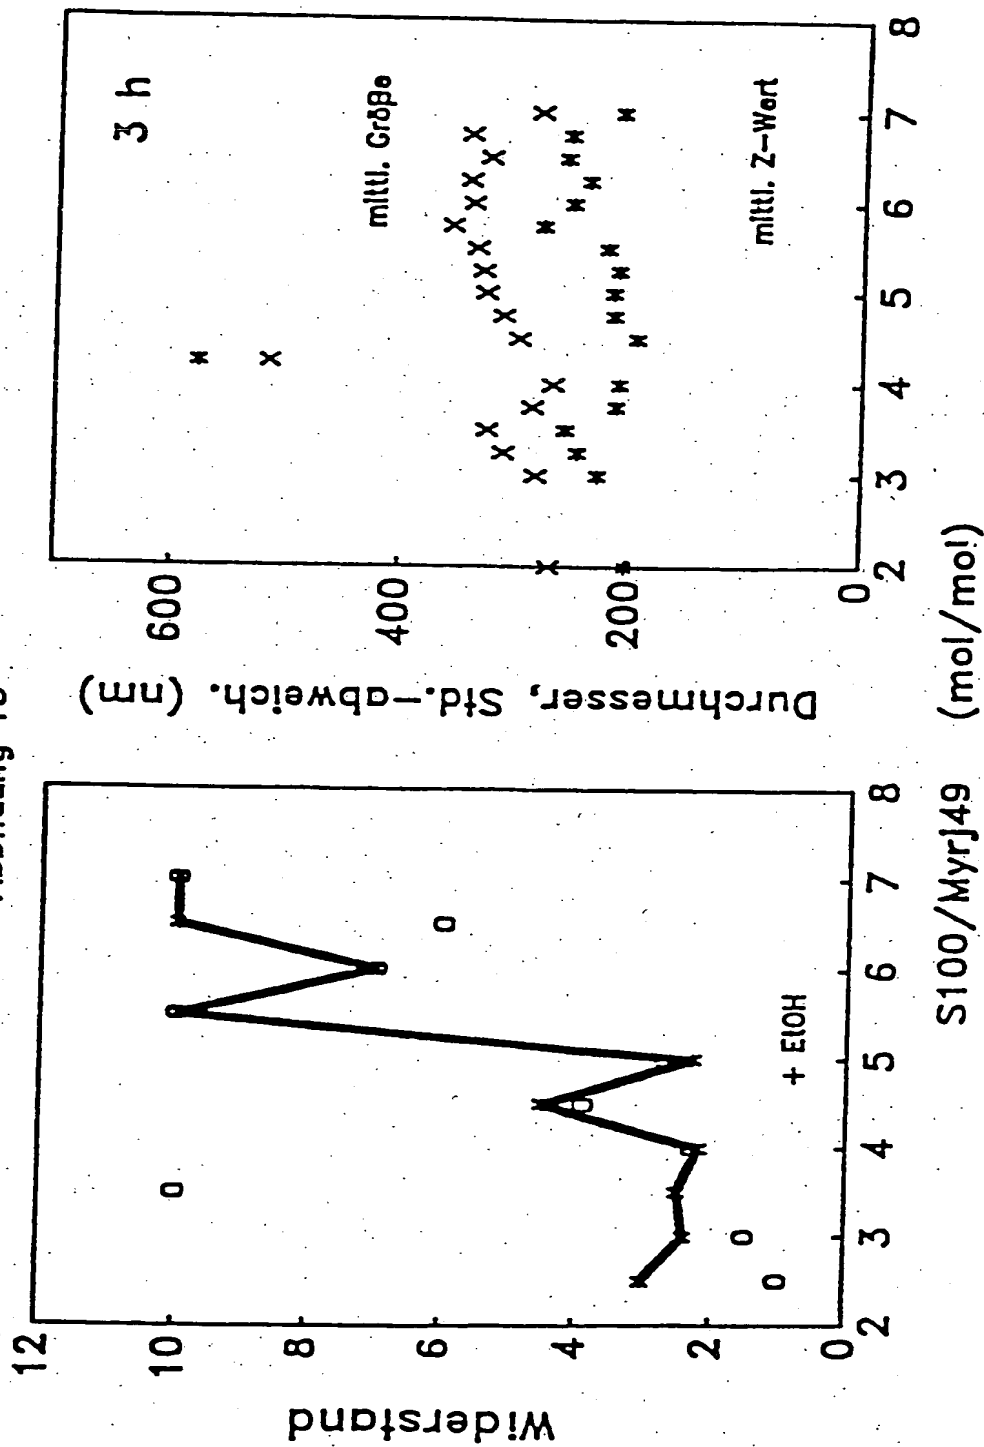 Widerstand
12
10
8
6
4
2
0
2 3 4 5 6 7 8
+ EtOH
Durchmesser, Std.-abweich. (nm)
600
400
200
0
2 3 4 5 6 7 8
3 h
mittl. Größe
mittl. Z-Wert
S100/Myrj49 (mol/mol)